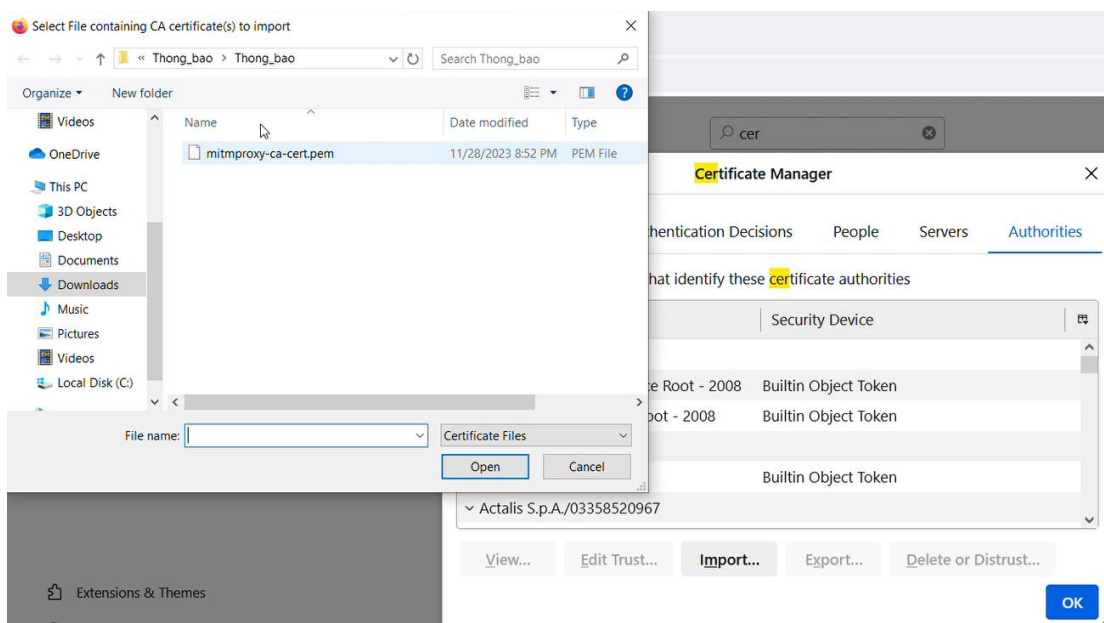 Select File containing CA certificate(s) to import
« Thong_bao > Thong_bao
Search Thong_bao
Organize
New folder
Videos
OneDrive
This PC
3D Objects
Desktop
Documents
Downloads
Music
Pictures
Videos
Local Disk (C:)
Name
Date modified
Type
mitmproxy-ca-cert.pem
11/28/2023 8:52 PM
PEM File
File name:
Certificate Files
Open
Cancel
cer
Certificate Manager
hentication Decisions
People
Servers
Authorities
hat identify these certificate authorities
Security Device
e Root - 2008
Builtin Object Token
oot - 2008
Builtin Object Token
Builtin Object Token
Actalis S.p.A./03358520967
View...
Edit Trust...
Import...
Export...
Delete or Distrust...
OK
Extensions & Themes